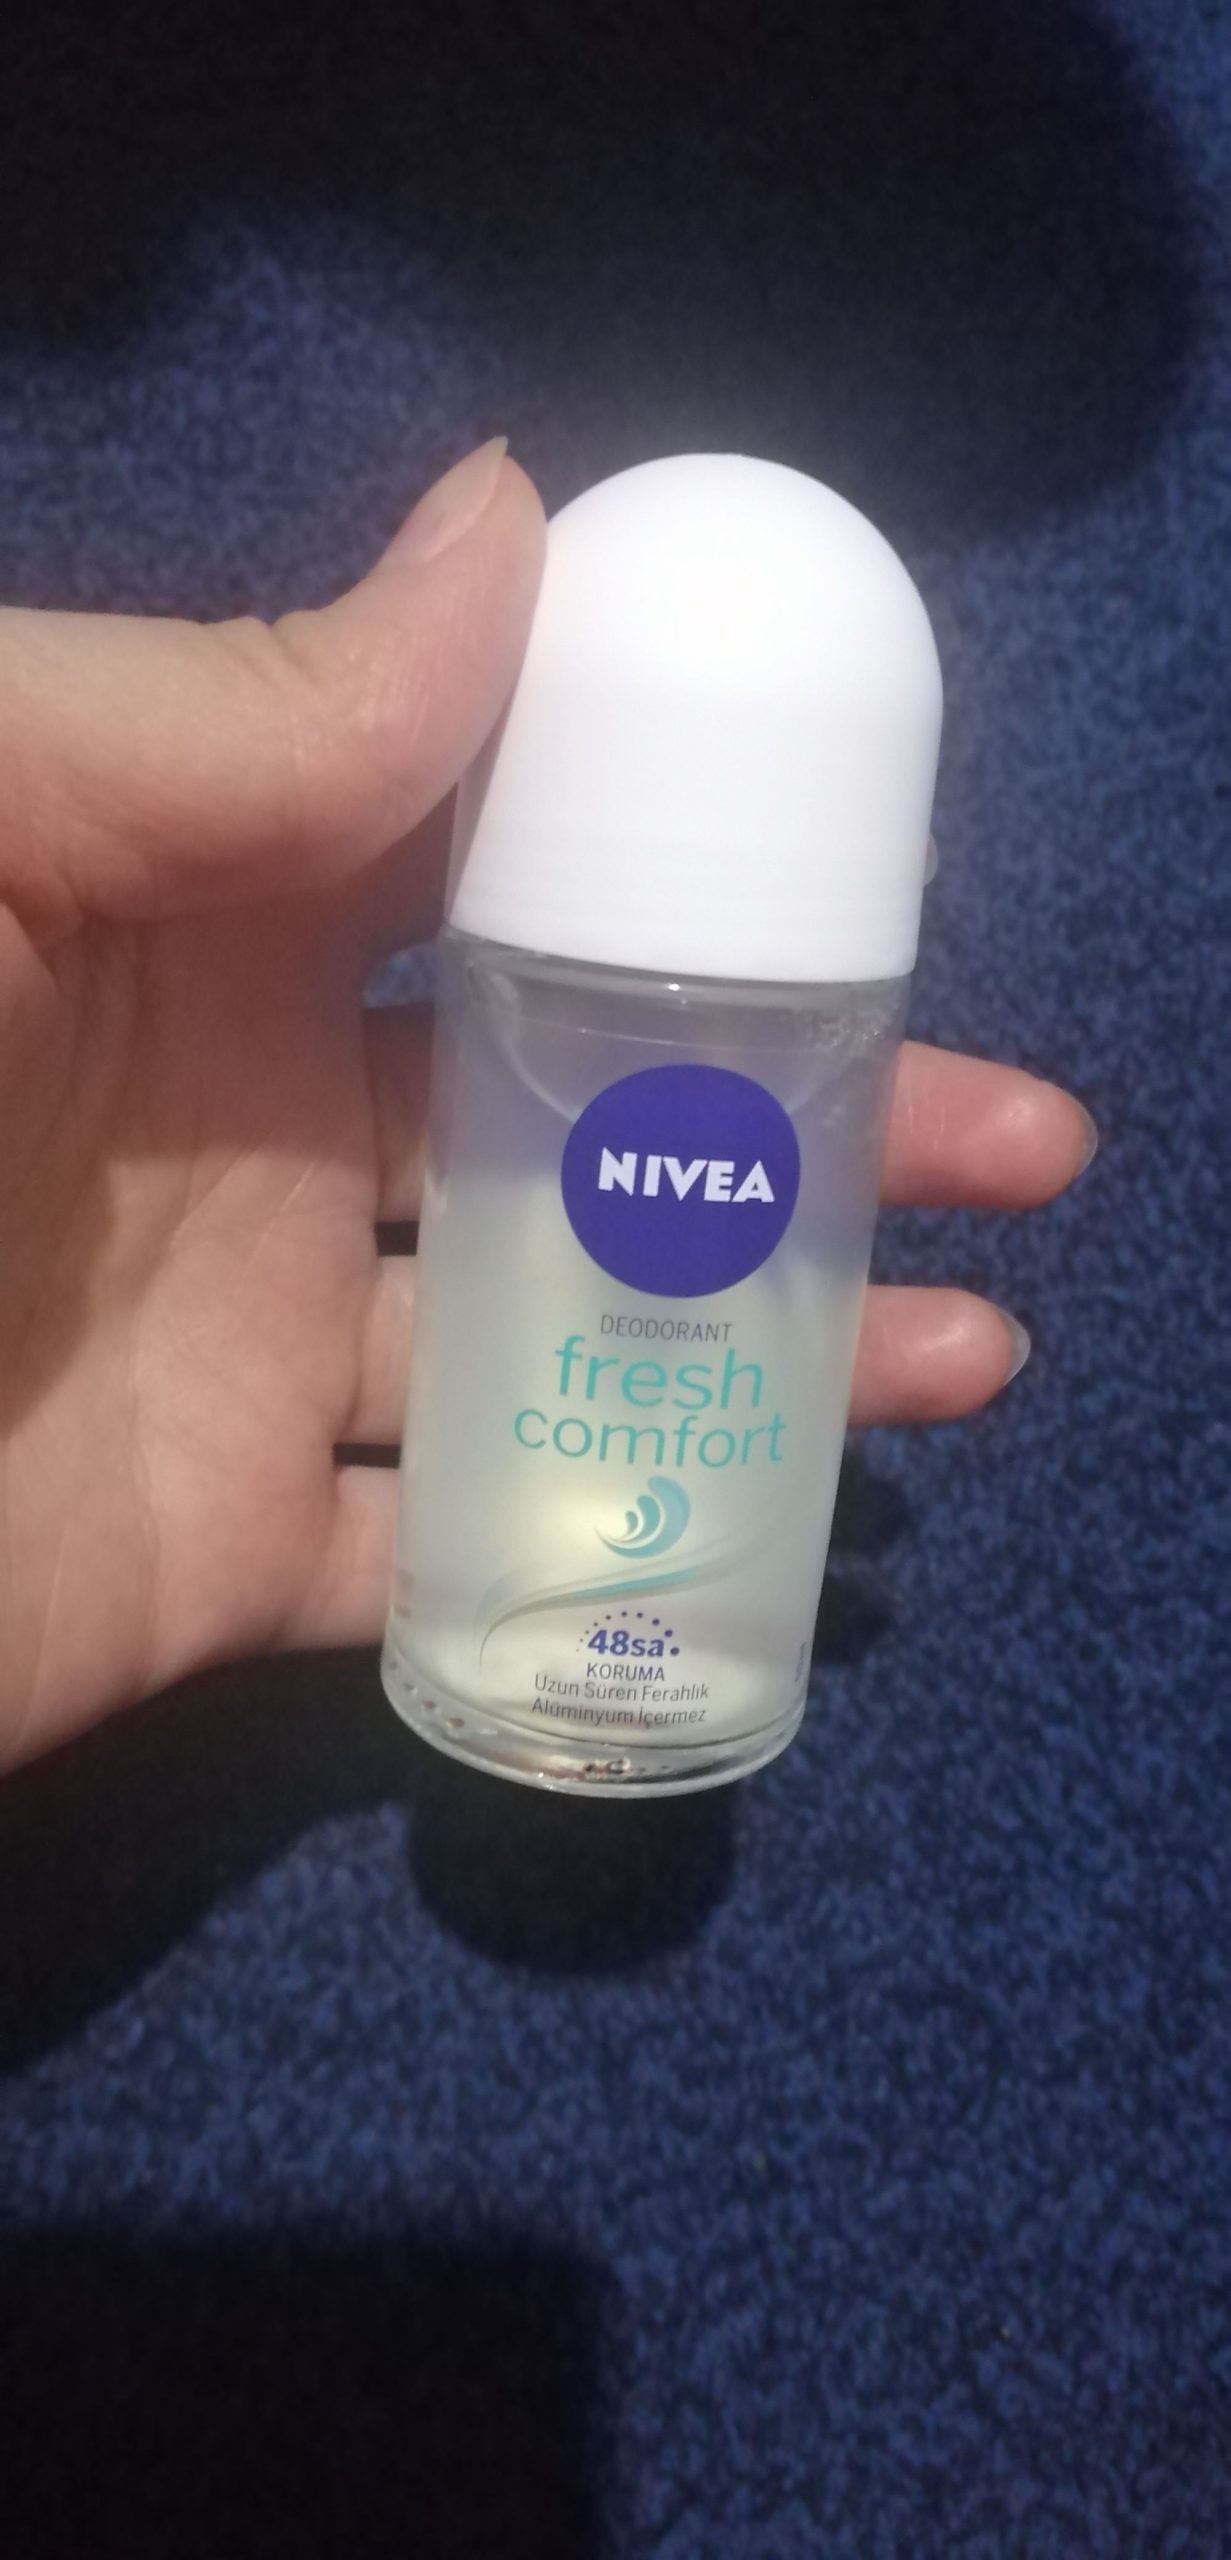 NIVEA
DEODORANT
fresh
comfort
48sa
KORUMA
Uzun Süren Ferahlık
Alüminyum İçermez